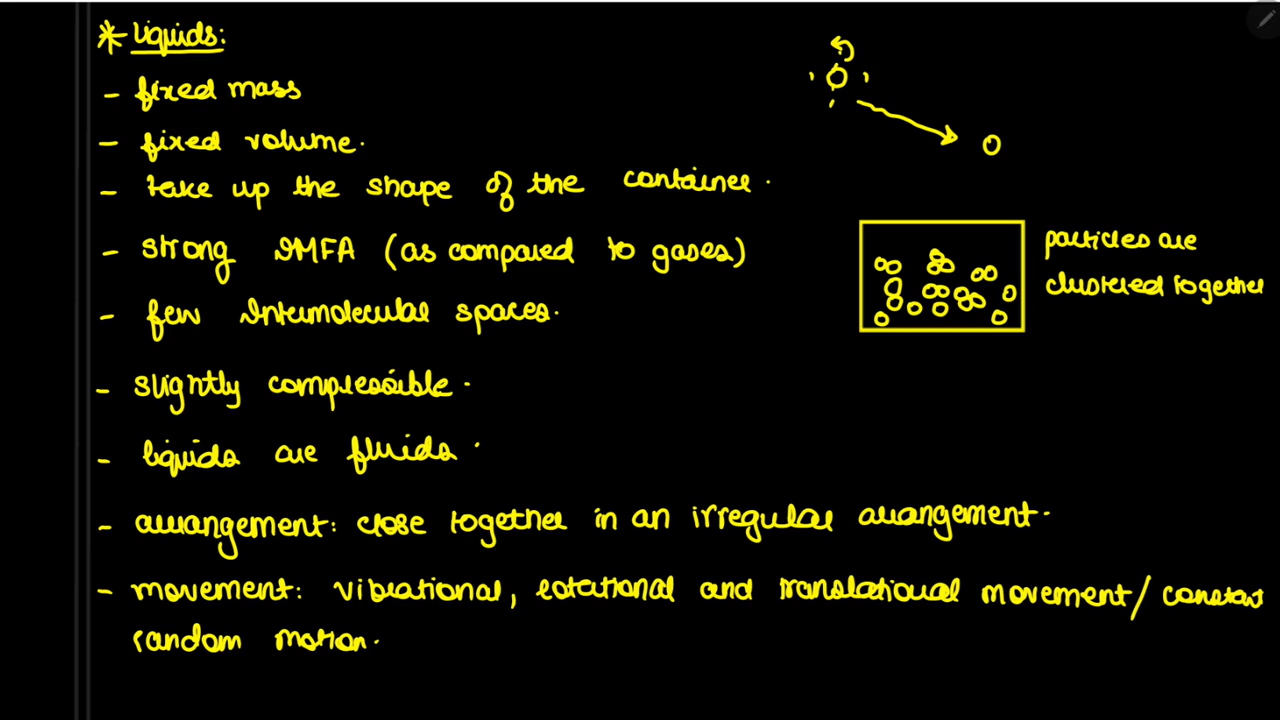 * Liquids:
- fixed mass
- fixed volume.
- take up the shape of the container.
- strong IMFA (as compared to gases)
particles are
clustered together
- few Intermolecular spaces.
- slightly compressible.
- liquids are fluids.
- arrangement: close together in an irregular arrangement.
- movement: vibrational, rotational and translational movement/ constant
random motion.